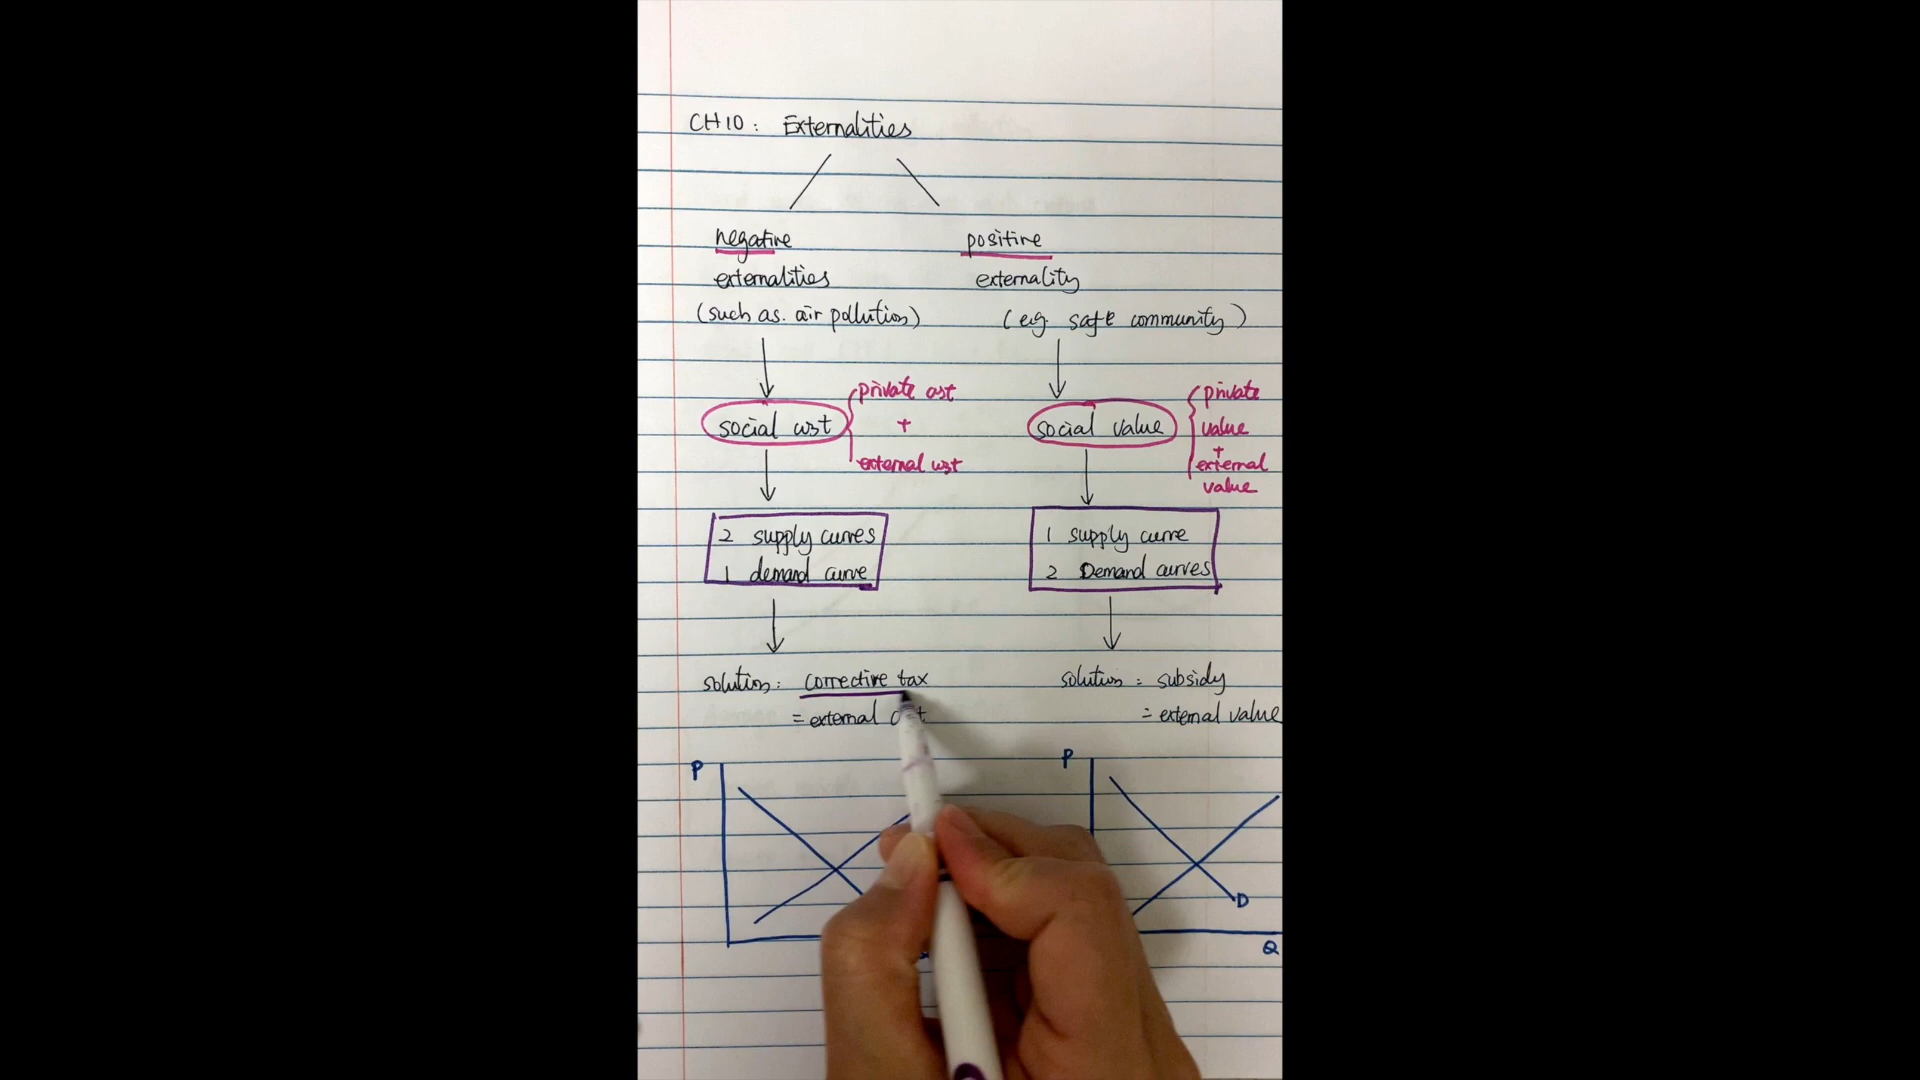 CH10: Externalities
negative
externalities
(such as. air pollution)
positive
externality
(e.g. safe community)
social cost
private cost
+
external cost
social value
private
value
+
external
value
2 supply curves
1 demand curve
1 supply curve
2 Demand curves
solution: corrective tax
= external
solution = subsidy
= external value
P
P
D
Q